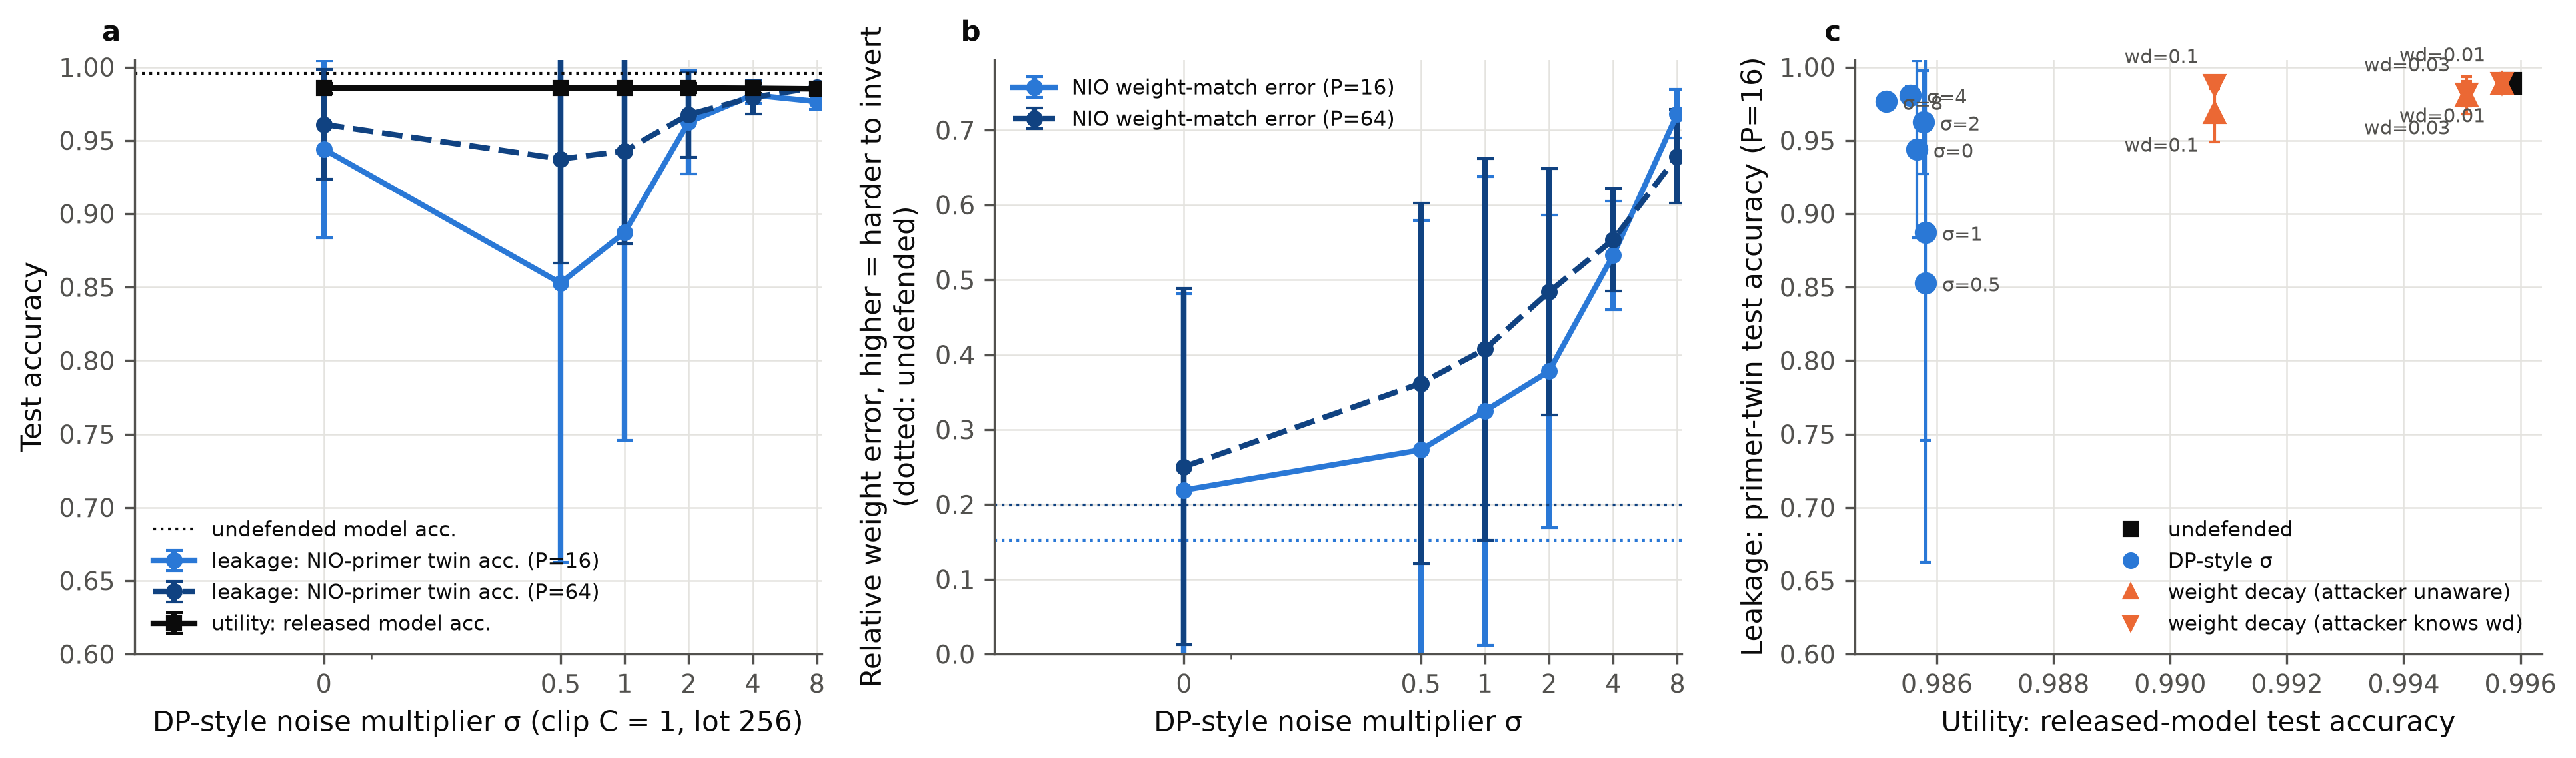 a
1.00
0.95
0.90
0.85
0.80
0.75
0.70
0.65
0.60
Test accuracy
undefended model acc.
leakage: NIO-primer twin acc. (P=16)
leakage: NIO-primer twin acc. (P=64)
utility: released model acc.
0 0.5 1 2 4 8
DP-style noise multiplier σ (clip C = 1, lot 256)
b
Relative weight error, higher = harder to invert
(dotted: undefended)
NIO weight-match error (P=16)
NIO weight-match error (P=64)
0.7
0.6
0.5
0.4
0.3
0.2
0.1
0.0
0 0.5 1 2 4 8
DP-style noise multiplier σ
c
Leakage: primer-twin test accuracy (P=16)
1.00
0.95
0.90
0.85
0.80
0.75
0.70
0.65
0.60
wd=0.1
wd=0.01
wd=0.03
σ=4
σ=8
σ=2
σ=0
wd=0.01
wd=0.03
wd=0.1
σ=1
σ=0.5
undefended
DP-style σ
weight decay (attacker unaware)
weight decay (attacker knows wd)
0.986 0.988 0.990 0.992 0.994 0.996
Utility: released-model test accuracy